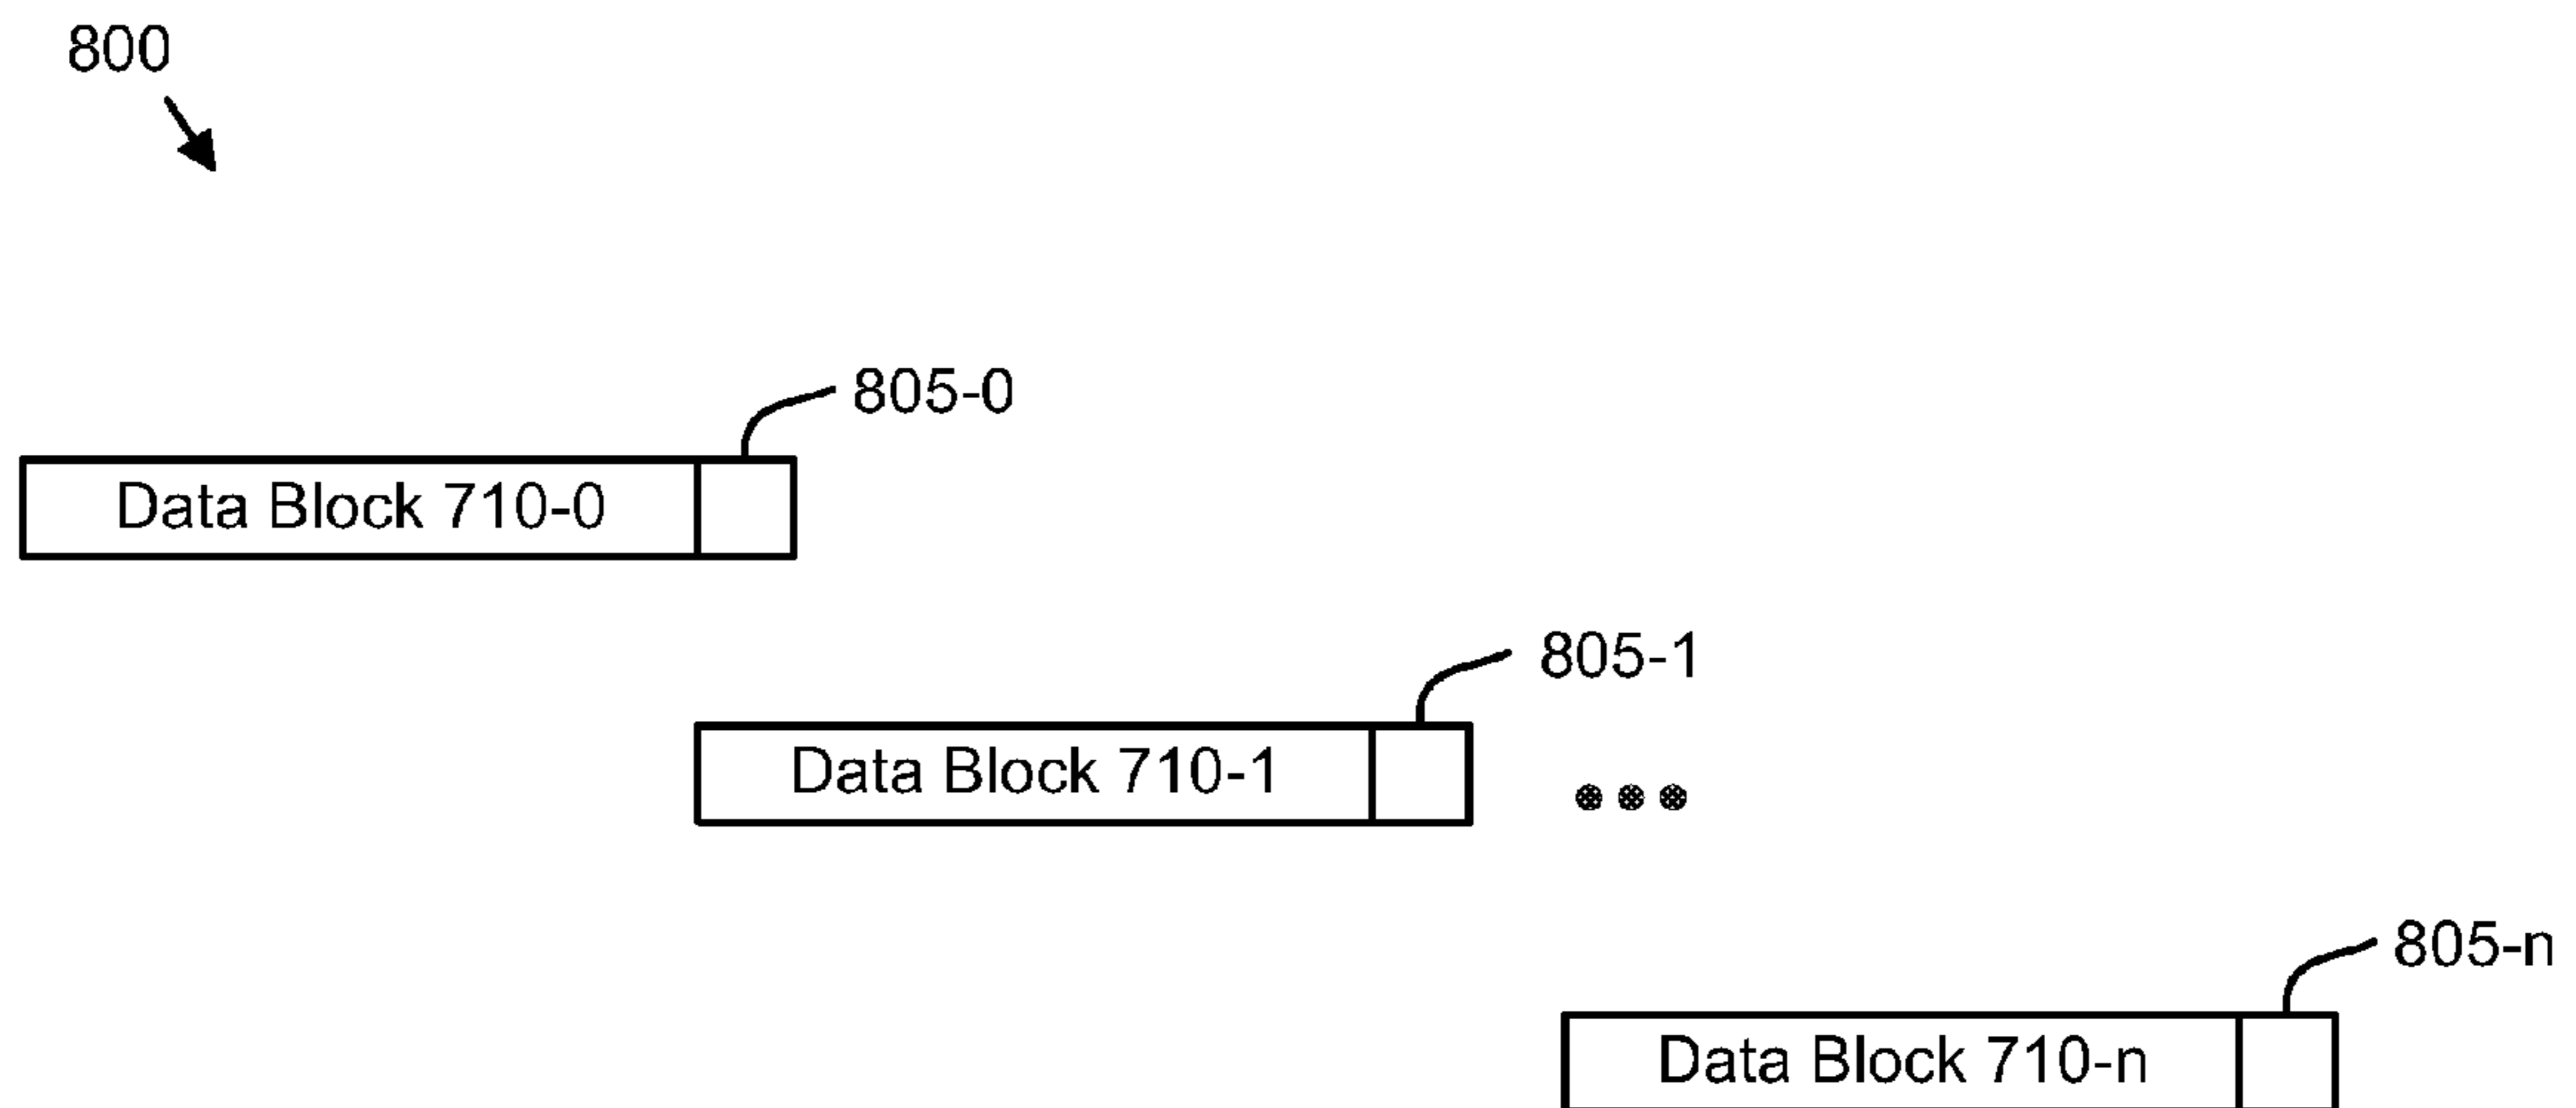 800
805-0
Data Block 710-0
805-1
Data Block 710-1
805-n
Data Block 710-n